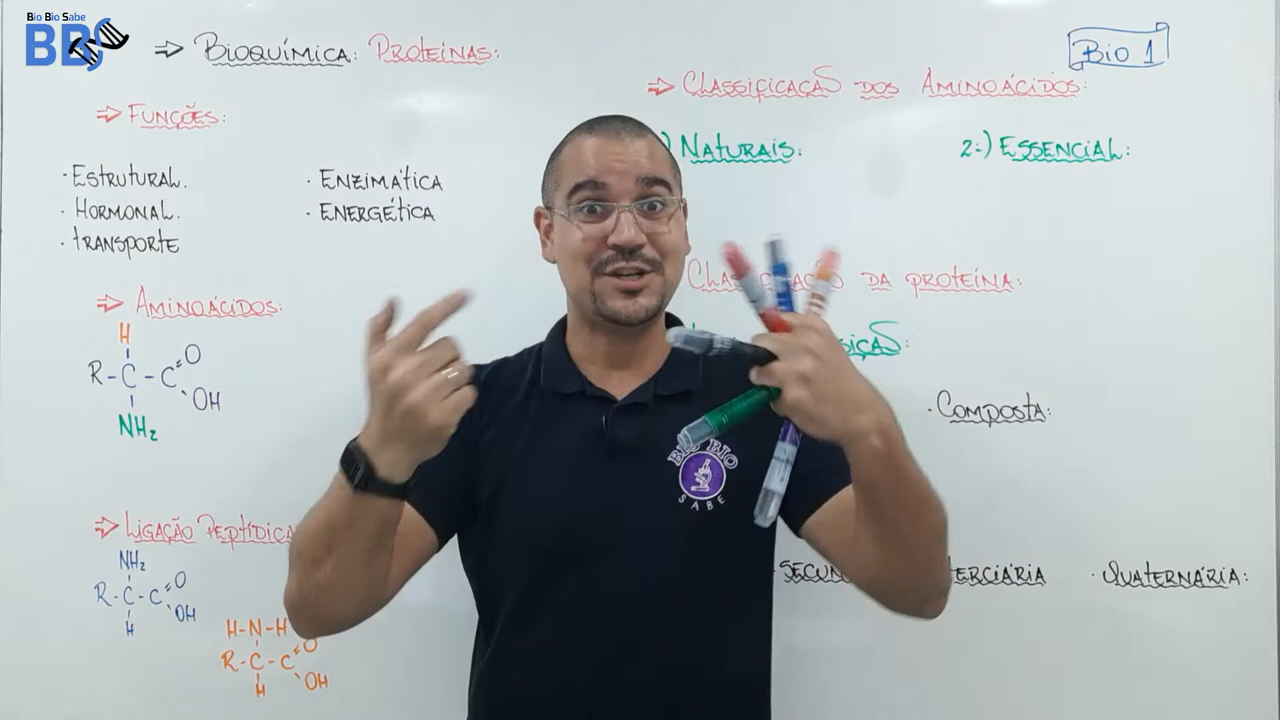 Bio Bio Sabe
BBS
⇒ BIOQUÍMICA: PROTEÍNAS:
Bio 1
⇒ FUNÇÕES:
· ESTRUTURAL.
· HORMONAL.
· TRANSPORTE
· ENZIMÁTICA
· ENERGÉTICA
⇒ AMINOÁCIDOS:
H
R-C-C
O
OH
NH₂
⇒ LIGAÇÃO PEPTÍDICA
NH₂
R-C-C
O
OH
H
H-N-H
R-C-C
O
OH
H
⇒ CLASSIFICAÇÃO DOS AMINOÁCIDOS:
) NATURAIS:
2:) ESSENCIAL:
DA PROTEÍNA:
· COMPOSTA:
TERCIÁRIA
· QUATERNÁRIA:
BIO BIO
SABE